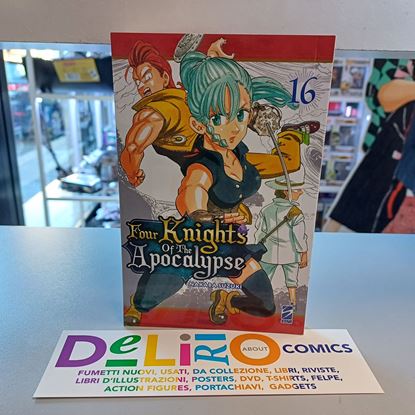 16
Four Knights
Of The
Apocalypse
NAKABA SUZUKI
DeLiRiO ABOUT COMICS
FUMETTI NUOVI, USATI, DA COLLEZIONE, LIBRI, RIVISTE,
LIBRI D'ILLUSTRAZIONI, POSTERS, DVD, T-SHIRTS, FELPE,
ACTION FIGURES, PORTACHIAVI, GADGETS